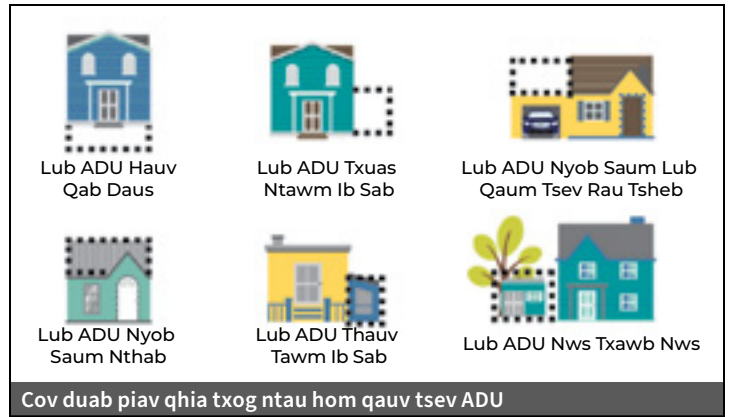 Lub ADU Hauv
Qab Daus
Lub ADU Txuas
Ntawm Ib Sab
Lub ADU Nyob Saum Lub
Qaum Tsev Rau Tsheb
Lub ADU Nyob
Saum Nthab
Lub ADU Thauv
Tawm Ib Sab
Lub ADU Nws Txawb Nws
Cov duab piav qhia txog ntau hom qauv tsev ADU